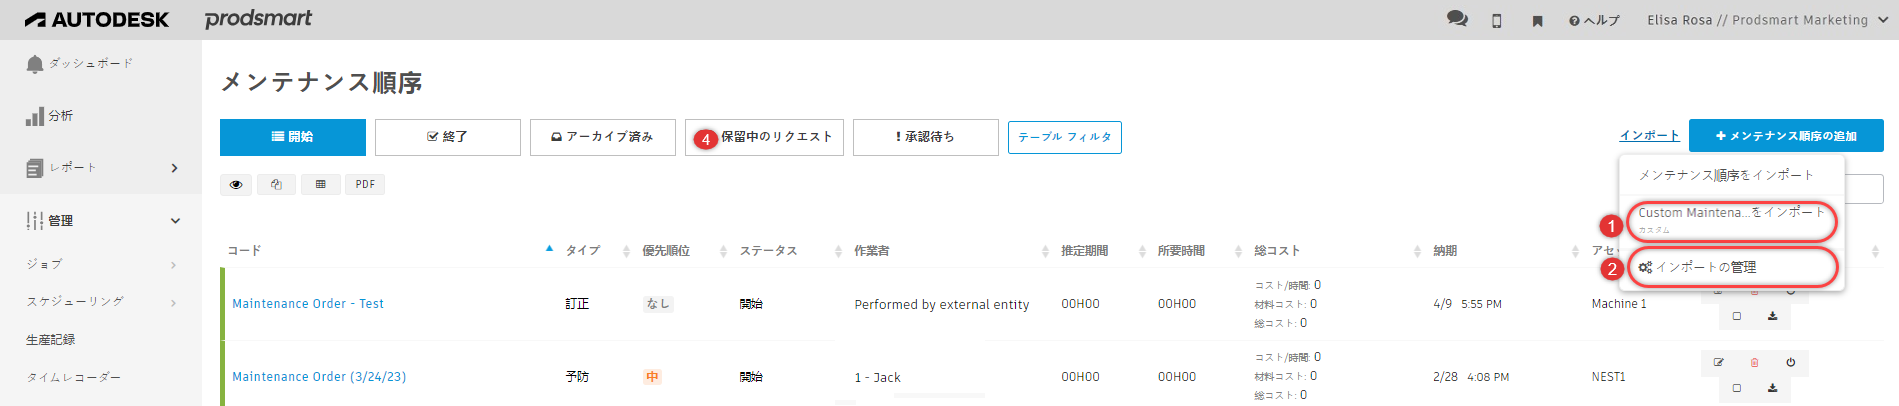 AUTODESK prodsmart ヘルプ Elisa Rosa // Prodsmart Marketing
ダッシュボード
分析
レポート
管理
ジョブ
スケジューリング
生産記録
タイムレコーダー
メンテナンス順序
開始 終了 アーカイブ済み 4 保留中のリクエスト ! 承認待ち テーブル フィルタ インポート + メンテナンス順序の追加
PDF
メンテナンス順序をインポート
1 Custom Maintena...をインポート
カスタム
2 インポートの管理
コード タイプ 優先順位 ステータス 作業者 推定期間 所要時間 総コスト 納期 アセ
Maintenance Order - Test 訂正 なし 開始 Performed by external entity 00H00 00H00 コスト/時間: 0 4/9 5:55 PM Machine 1
材料コスト: 0
総コスト: 0
Maintenance Order (3/24/23) 予防 中 開始 1 - Jack 00H00 00H00 コスト/時間: 0 2/28 4:08 PM NEST1
材料コスト: 0
総コスト: 0